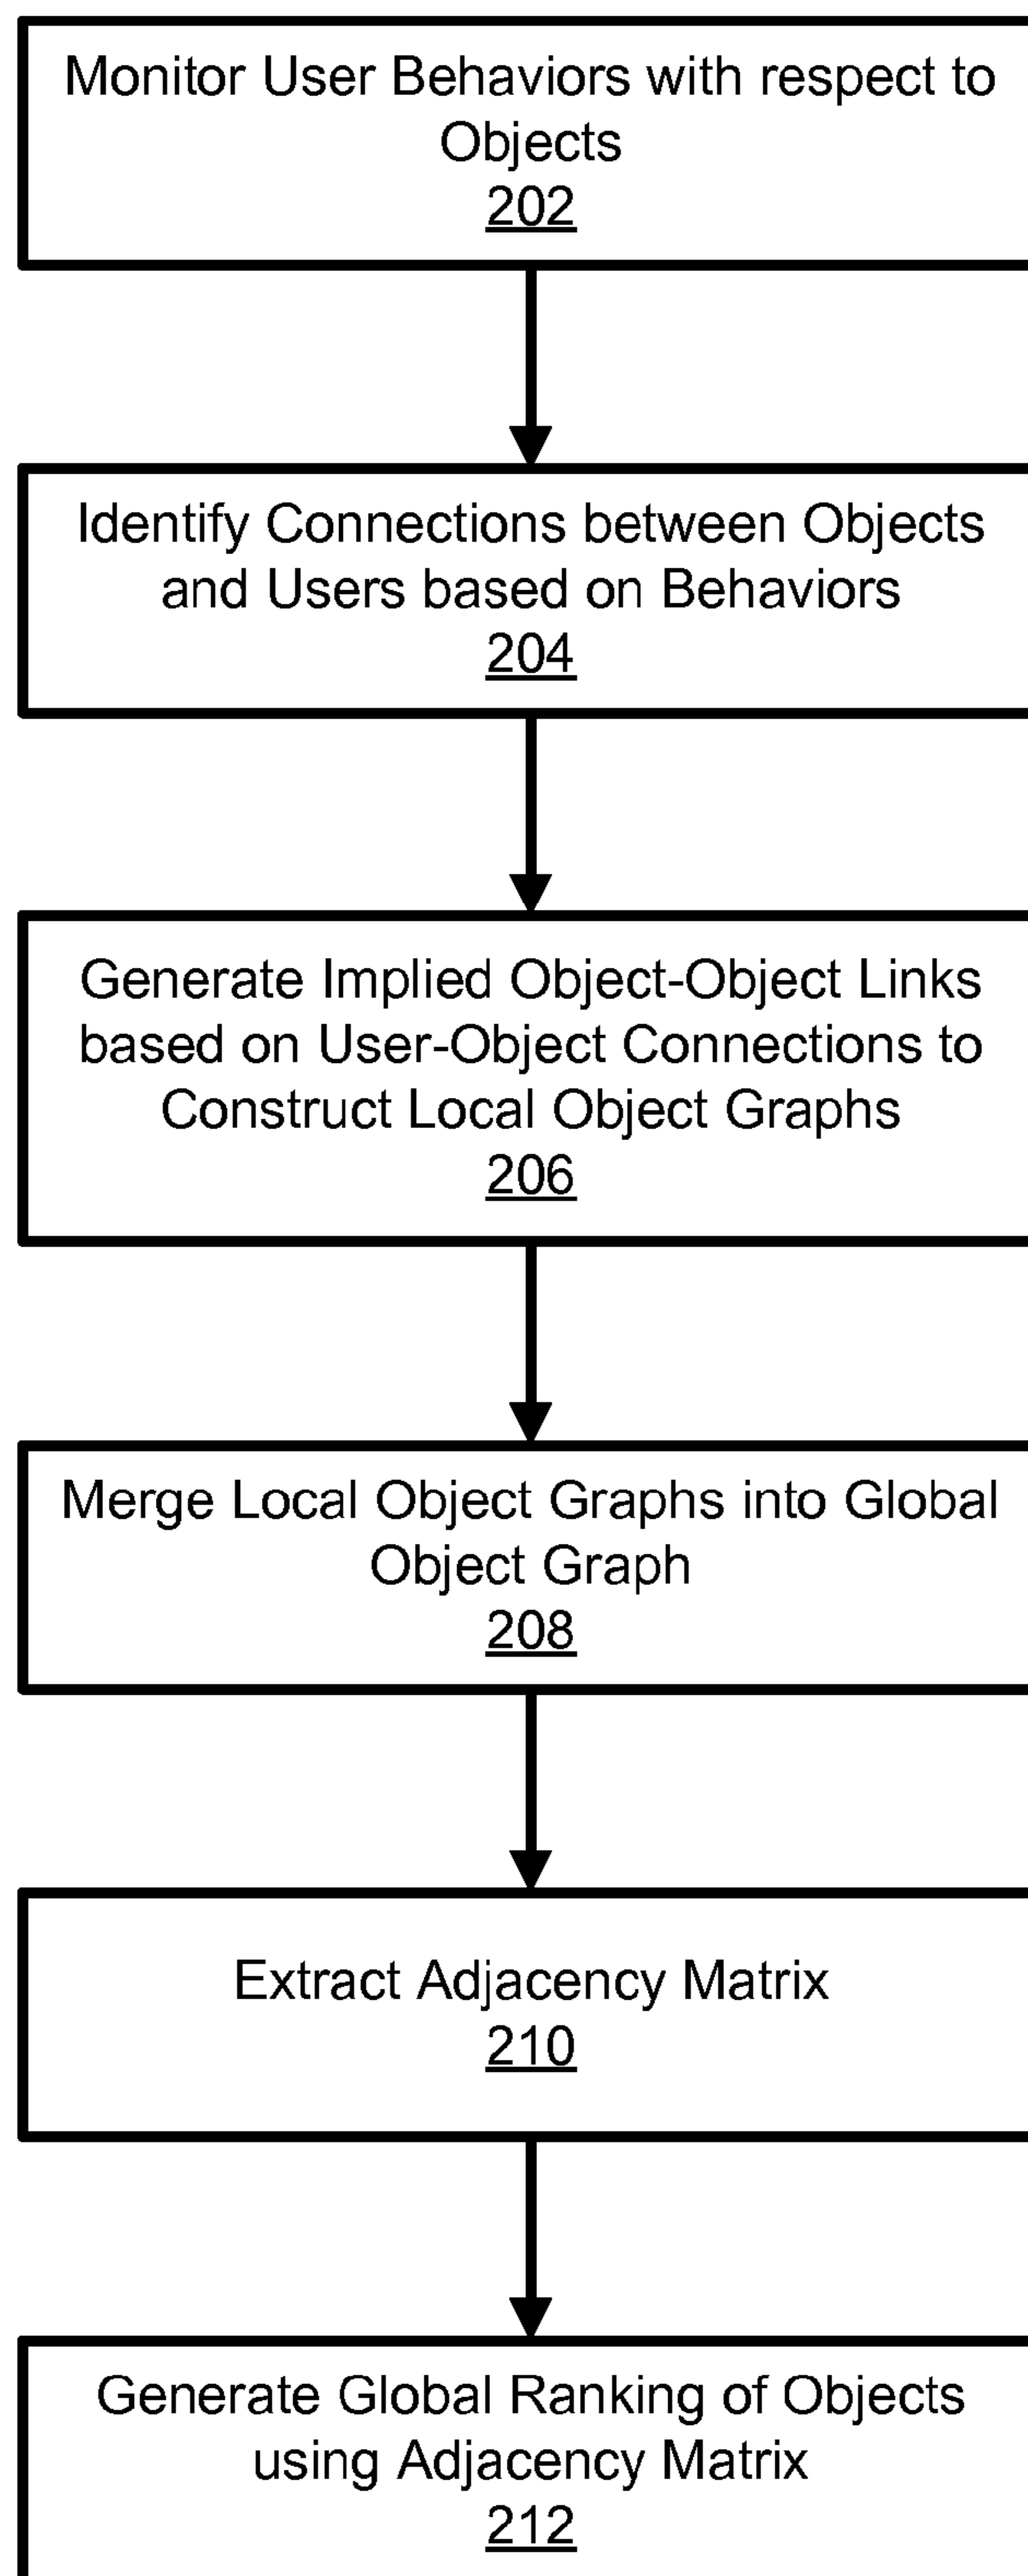 Monitor User Behaviors with respect to
Objects
202
Identify Connections between Objects
and Users based on Behaviors
204
Generate Implied Object-Object Links
based on User-Object Connections to
Construct Local Object Graphs
206
Merge Local Object Graphs into Global
Object Graph
208
Extract Adjacency Matrix
210
Generate Global Ranking of Objects
using Adjacency Matrix
212